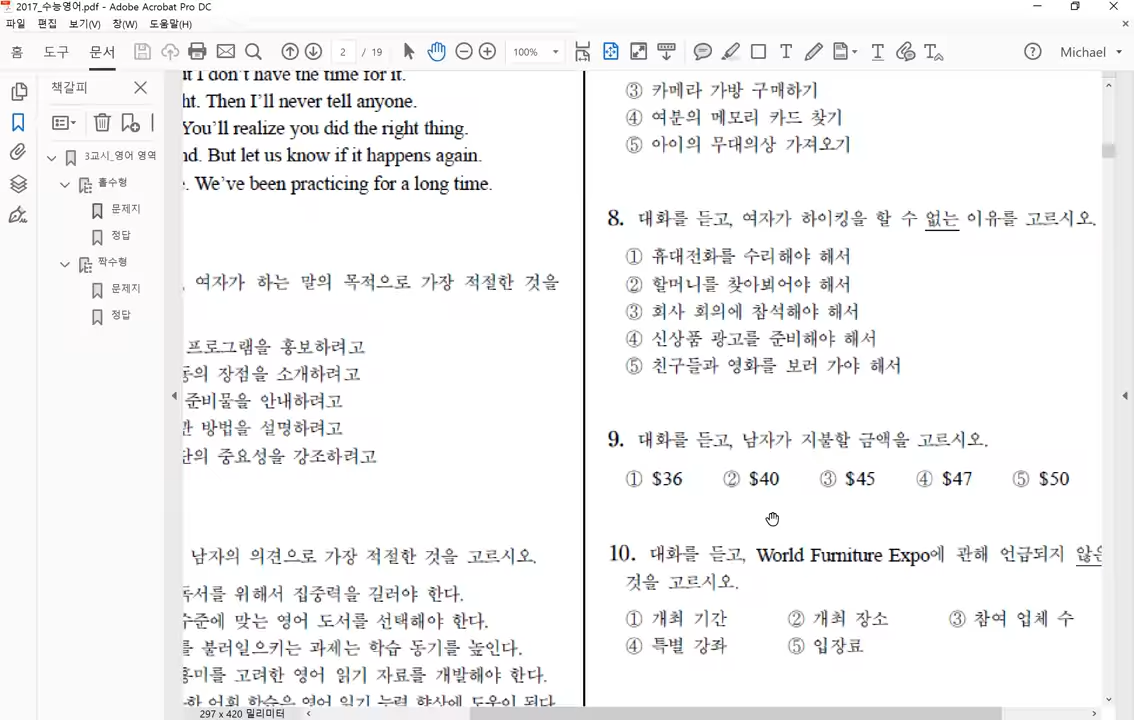 2017_수능영어.pdf - Adobe Acrobat Pro DC
파일 편집 보기(V) 창(W) 도움말(H)
홈 도구 문서 2 / 19 100% Michael
책갈피
3교시_영어 영역
홀수형
문제지
정답
짝수형
문제지
정답
I don't have the time for it.
Then I'll never tell anyone.
You'll realize you did the right thing.
But let us know if it happens again.
We've been practicing for a long time.
여자가 하는 말의 목적으로 가장 적절한 것을
프로그램을 홍보하려고
장점을 소개하려고
준비물을 안내하려고
방법을 설명하려고
중요성을 강조하려고
남자의 의견으로 가장 적절한 것을 고르시오.
위해서 집중력을 길러야 한다.
맞는 영어 도서를 선택해야 한다.
불러일으키는 과제는 학습 동기를 높인다.
고려한 영어 읽기 자료를 개발해야 한다.
어휘 학습은 영어 읽기 능력 향상에 도움이 된다.
③ 카메라 가방 구매하기
④ 여분의 메모리 카드 찾기
⑤ 아이의 무대의상 가져오기
8. 대화를 듣고, 여자가 하이킹을 할 수 없는 이유를 고르시오.
① 휴대전화를 수리해야 해서
② 할머니를 찾아뵈어야 해서
③ 회사 회의에 참석해야 해서
④ 신상품 광고를 준비해야 해서
⑤ 친구들과 영화를 보러 가야 해서
9. 대화를 듣고, 남자가 지불할 금액을 고르시오.
① $36 ② $40 ③ $45 ④ $47 ⑤ $50
10. 대화를 듣고, World Furniture Expo에 관해 언급되지 않은
것을 고르시오.
① 개최 기간 ② 개최 장소 ③ 참여 업체 수
④ 특별 강좌 ⑤ 입장료
297 x 420 밀리미터